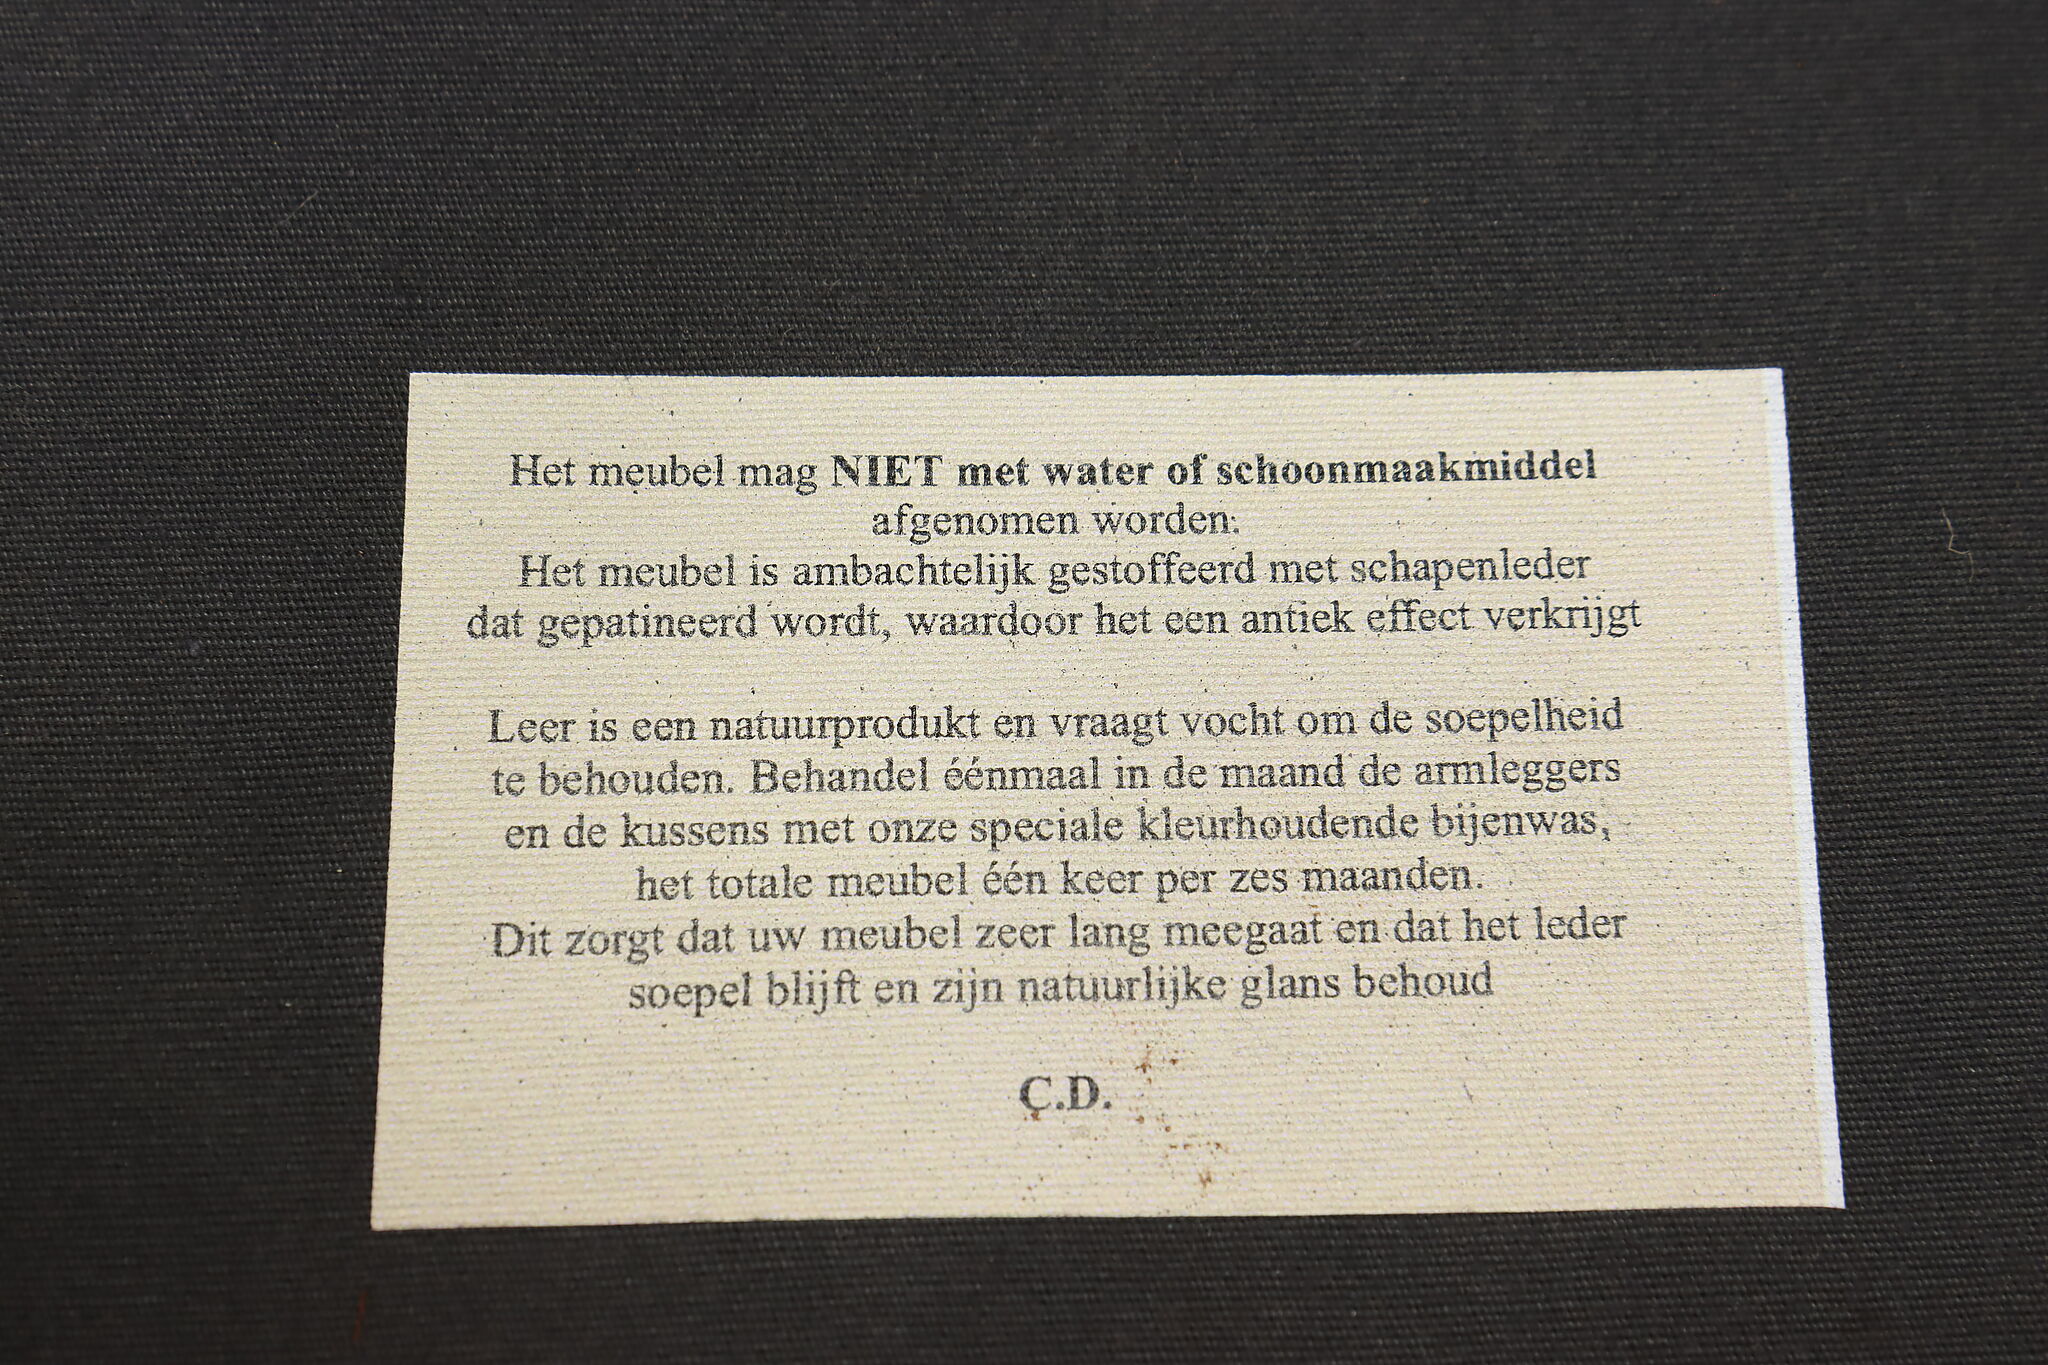 Het meubel mag NIET met water of schoonmaakmiddel
afgenomen worden.
Het meubel is ambachtelijk gestoffeerd met schapenleder
dat gepatineerd wordt, waardoor het een antiek effect verkrijgt
Leer is een natuurprodukt en vraagt vocht om de soepelheid
te behouden. Behandel éénmaal in de maand de armleggers
en de kussens met onze speciale kleurhoudende bijenwas,
het totale meubel één keer per zes maanden.
Dit zorgt dat uw meubel zeer lang meegaat en dat het leder
soepel blijft en zijn natuurlijke glans behoud
C.D.